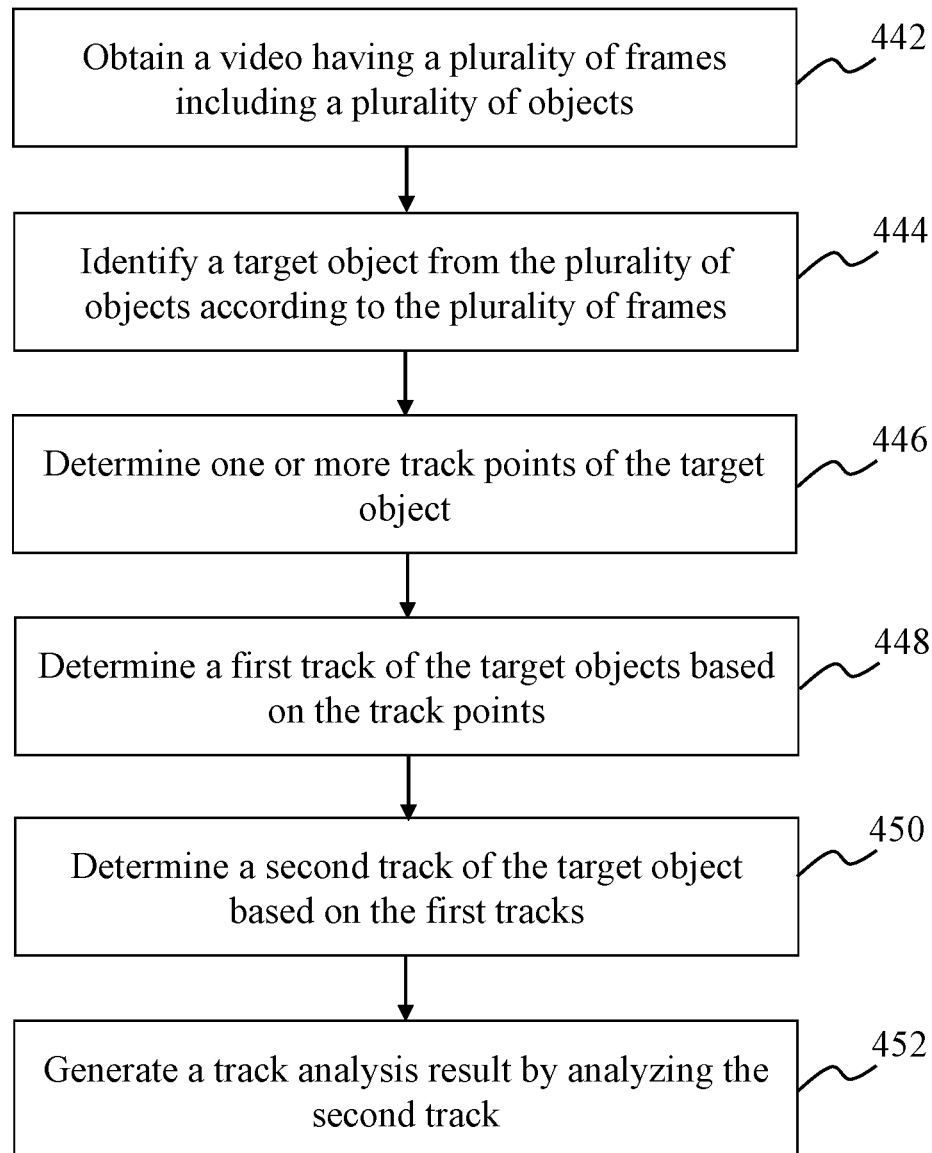 442
Obtain a video having a plurality of frames
including a plurality of objects
444
Identify a target object from the plurality of
objects according to the plurality of frames
446
Determine one or more track points of the target
object
448
Determine a first track of the target objects based
on the track points
450
Determine a second track of the target object
based on the first tracks
452
Generate a track analysis result by analyzing the
second track